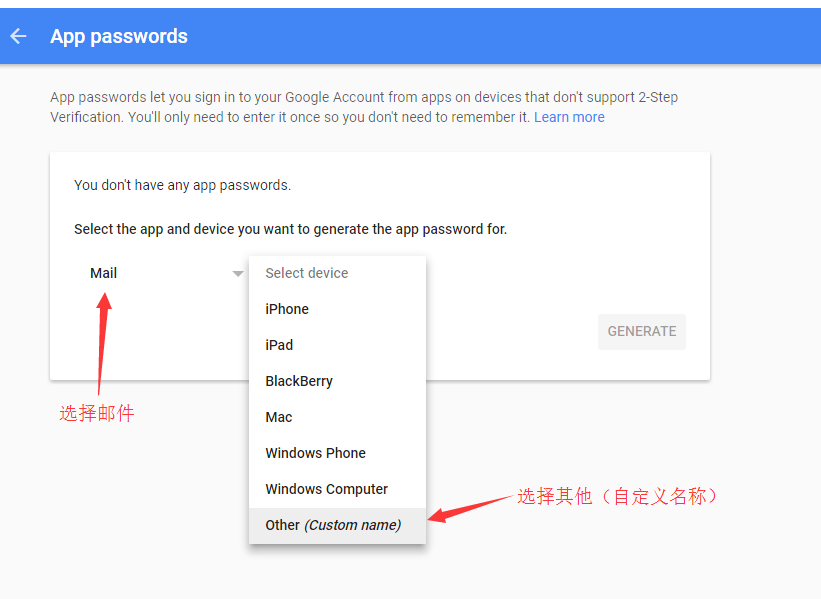 App passwords
App passwords let you sign in to your Google Account from apps on devices that don't support 2-Step
Verification. You'll only need to enter it once so you don't need to remember it. Learn more
You don't have any app passwords.
Select the app and device you want to generate the app password for.
Mail
Select device
iPhone
iPad
BlackBerry
Mac
Windows Phone
Windows Computer
Other (Custom name)
GENERATE
选择邮件
选择其他（自定义名称）